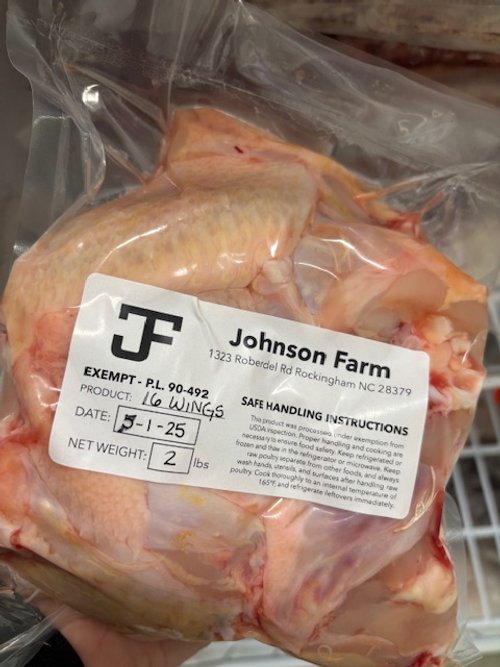 JF
Johnson Farm
1323 Roberdel Rd Rockingham NC 28379
EXEMPT - P.L. 90-492
PRODUCT: 16 WINGS
DATE: 5-1-25
NET WEIGHT: 2 lbs
SAFE HANDLING INSTRUCTIONS
This product was processed under exemption from
USDA inspection. Proper handling and cooking are
necessary to ensure food safety. Keep refrigerated or
frozen and thaw in the refrigerator or microwave. Keep
raw poultry separate from other foods, and always
wash hands, utensils, and surfaces after handling raw
poultry. Cook thoroughly to an internal temperature of
165°F and refrigerate leftovers immediately.